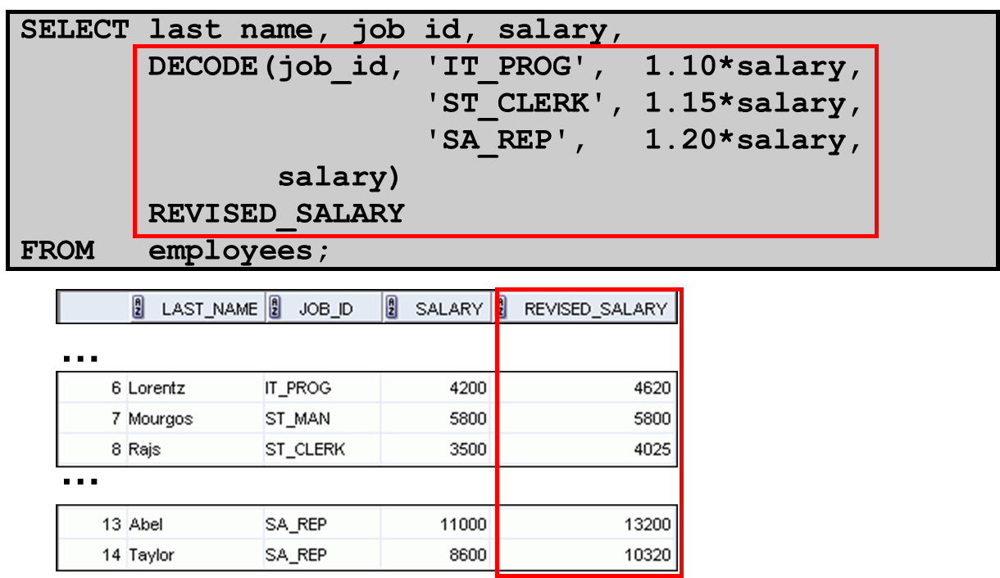 SELECT last name, job id, salary,
DECODE(job_id, 'IT_PROG', 1.10*salary,
'ST_CLERK', 1.15*salary,
'SA_REP', 1.20*salary,
salary)
REVISED_SALARY
FROM employees;
LAST_NAME JOB_ID SALARY REVISED_SALARY
...
6 Lorentz IT_PROG 4200 4620
7 Mourgos ST_MAN 5800 5800
8 Rajs ST_CLERK 3500 4025
...
13 Abel SA_REP 11000 13200
14 Taylor SA_REP 8600 10320